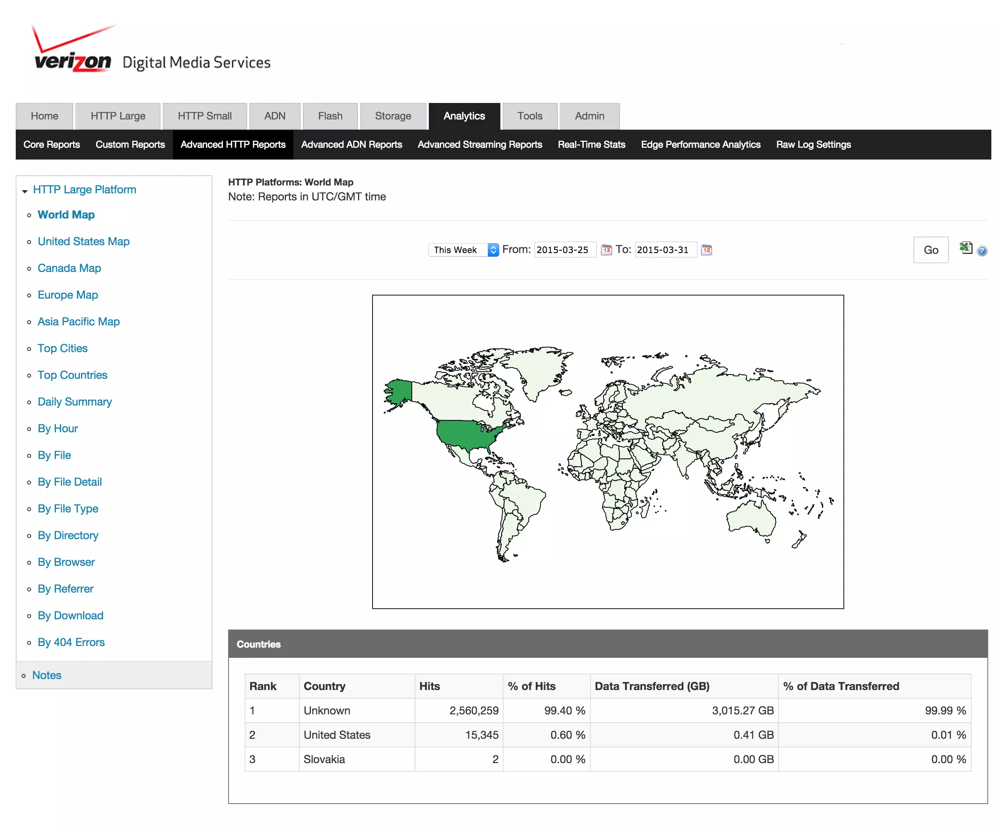 verizon Digital Media Services
Home HTTP Large HTTP Small ADN Flash Storage Analytics Tools Admin
Core Reports Custom Reports Advanced HTTP Reports Advanced ADN Reports Advanced Streaming Reports Real-Time Stats Edge Performance Analytics Raw Log Settings
HTTP Large Platform
World Map
United States Map
Canada Map
Europe Map
Asia Pacific Map
Top Cities
Top Countries
Daily Summary
By Hour
By File
By File Detail
By File Type
By Directory
By Browser
By Referrer
By Download
By 404 Errors
Notes
HTTP Platforms: World Map
Note: Reports in UTC/GMT time
This Week From: 2015-03-25 12 To: 2015-03-31 12 Go ?
Countries
Rank Country Hits % of Hits Data Transferred (GB) % of Data Transferred
1 Unknown 2,560,259 99.40 % 3,015.27 GB 99.99 %
2 United States 15,345 0.60 % 0.41 GB 0.01 %
3 Slovakia 2 0.00 % 0.00 GB 0.00 %